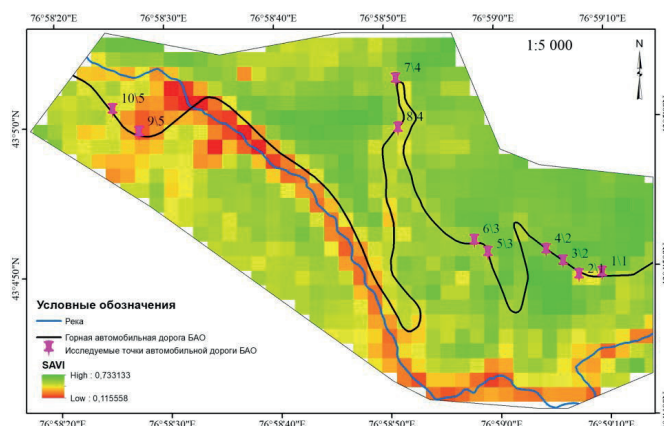 76°58'20" 76°58'30" 76°58'40" 76°58'50" 76°59'0" 76°59'10"
1:5 000
N
7\4
10\5
8\4
43°5'0"
9\5
6\3
4\2
5\3
3\2
1\1
2\1
43°4'50"
Условные обозначения
Река
Горная автомобильная дорога БАО
Исследуемые точки автомобильной дороги БАО
SAVI
High : 0,733133
Low : 0,115558
76°58'20" 76°58'30" 76°58'40" 76°58'50" 76°59'0" 76°59'10"